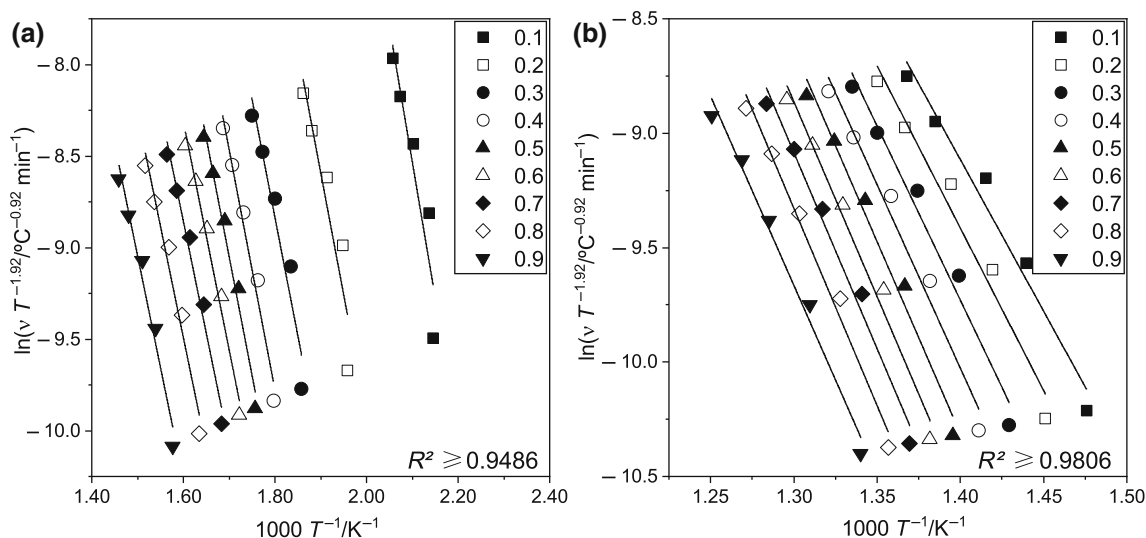 (a)
ln(ν T⁻¹·⁹²/ºC⁻⁰·⁹² min⁻¹)
– 8.0
– 8.5
– 9.0
– 9.5
– 10.0
0.1
0.2
0.3
0.4
0.5
0.6
0.7
0.8
0.9
R² ⩾ 0.9486
1.40 1.60 1.80 2.00 2.20 2.40
1000 T⁻¹/K⁻¹
(b)
ln(ν T⁻¹·⁹²/ºC⁻⁰·⁹² min⁻¹)
– 8.5
– 9.0
– 9.5
– 10.0
– 10.5
0.1
0.2
0.3
0.4
0.5
0.6
0.7
0.8
0.9
R² ⩾ 0.9806
1.25 1.30 1.35 1.40 1.45 1.50
1000 T⁻¹/K⁻¹